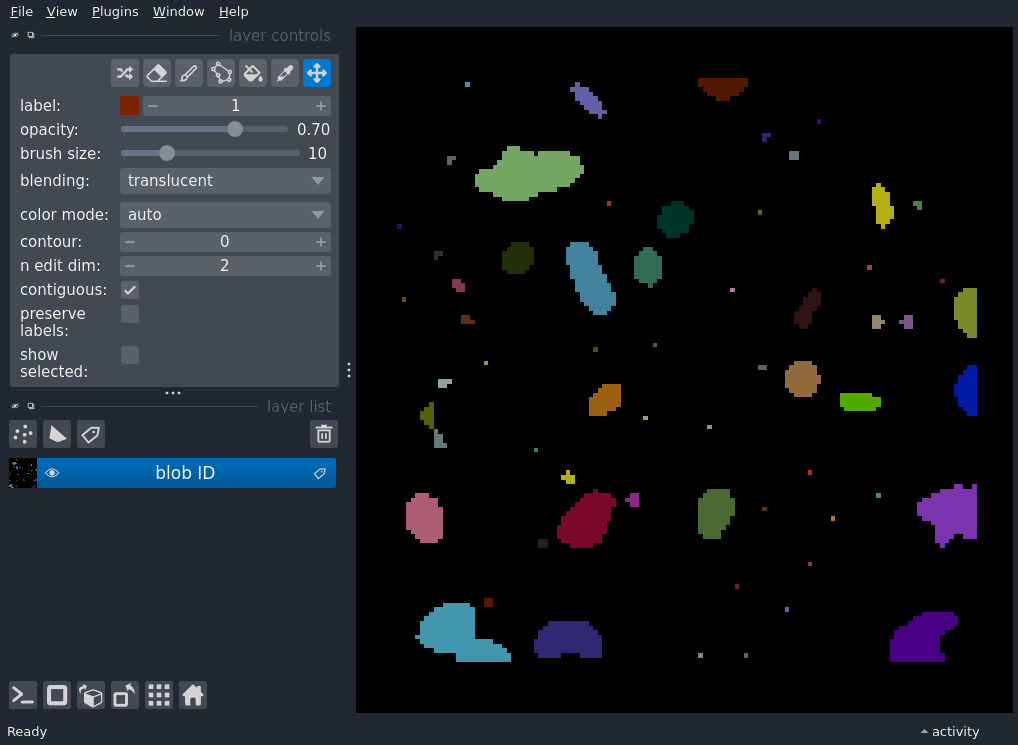 File View Plugins Window Help
layer controls
label: 1
opacity: 0.70
brush size: 10
blending: translucent
color mode: auto
contour: 0
n edit dim: 2
contiguous:
preserve
labels:
show
selected:
layer list
blob ID
Ready
activity